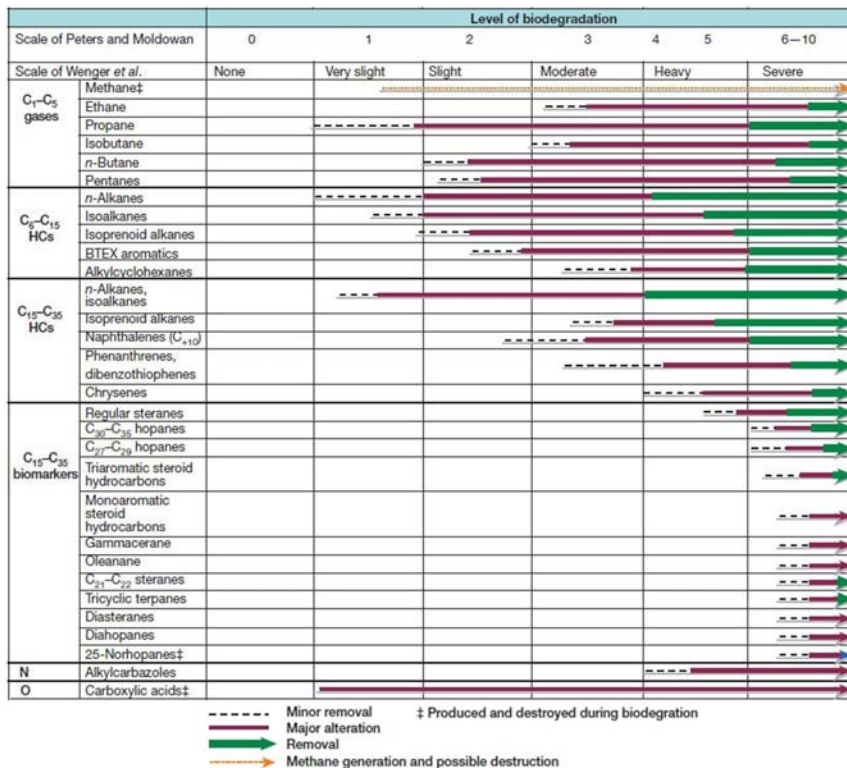 Level of biodegradation
Scale of Peters and Moldowan 0 1 2 3 4 5 6—10
Scale of Wenger et al. None Very slight Slight Moderate Heavy Severe
C₁–C₅ gases
Methane‡
Ethane
Propane
Isobutane
n-Butane
Pentanes
C₆–C₁₅ HCs
n-Alkanes
Isoalkanes
Isoprenoid alkanes
BTEX aromatics
Alkylcyclohexanes
C₁₅–C₃₅ HCs
n-Alkanes,
isoalkanes
Isoprenoid alkanes
Naphthalenes (C₊₁₀)
Phenanthrenes,
dibenzothiophenes
Chrysenes
C₁₅–C₃₅ biomarkers
Regular steranes
C₃₀–C₃₅ hopanes
C₂₇–C₂₉ hopanes
Triaromatic steroid
hydrocarbons
Monoaromatic
steroid
hydrocarbons
Gammacerane
Oleanane
C₂₁–C₂₂ steranes
Tricyclic terpanes
Diasteranes
Diahopanes
25-Norhopanes‡
N Alkylcarbazoles
O Carboxylic acids‡
Minor removal ‡ Produced and destroyed during biodegration
Major alteration
Removal
Methane generation and possible destruction